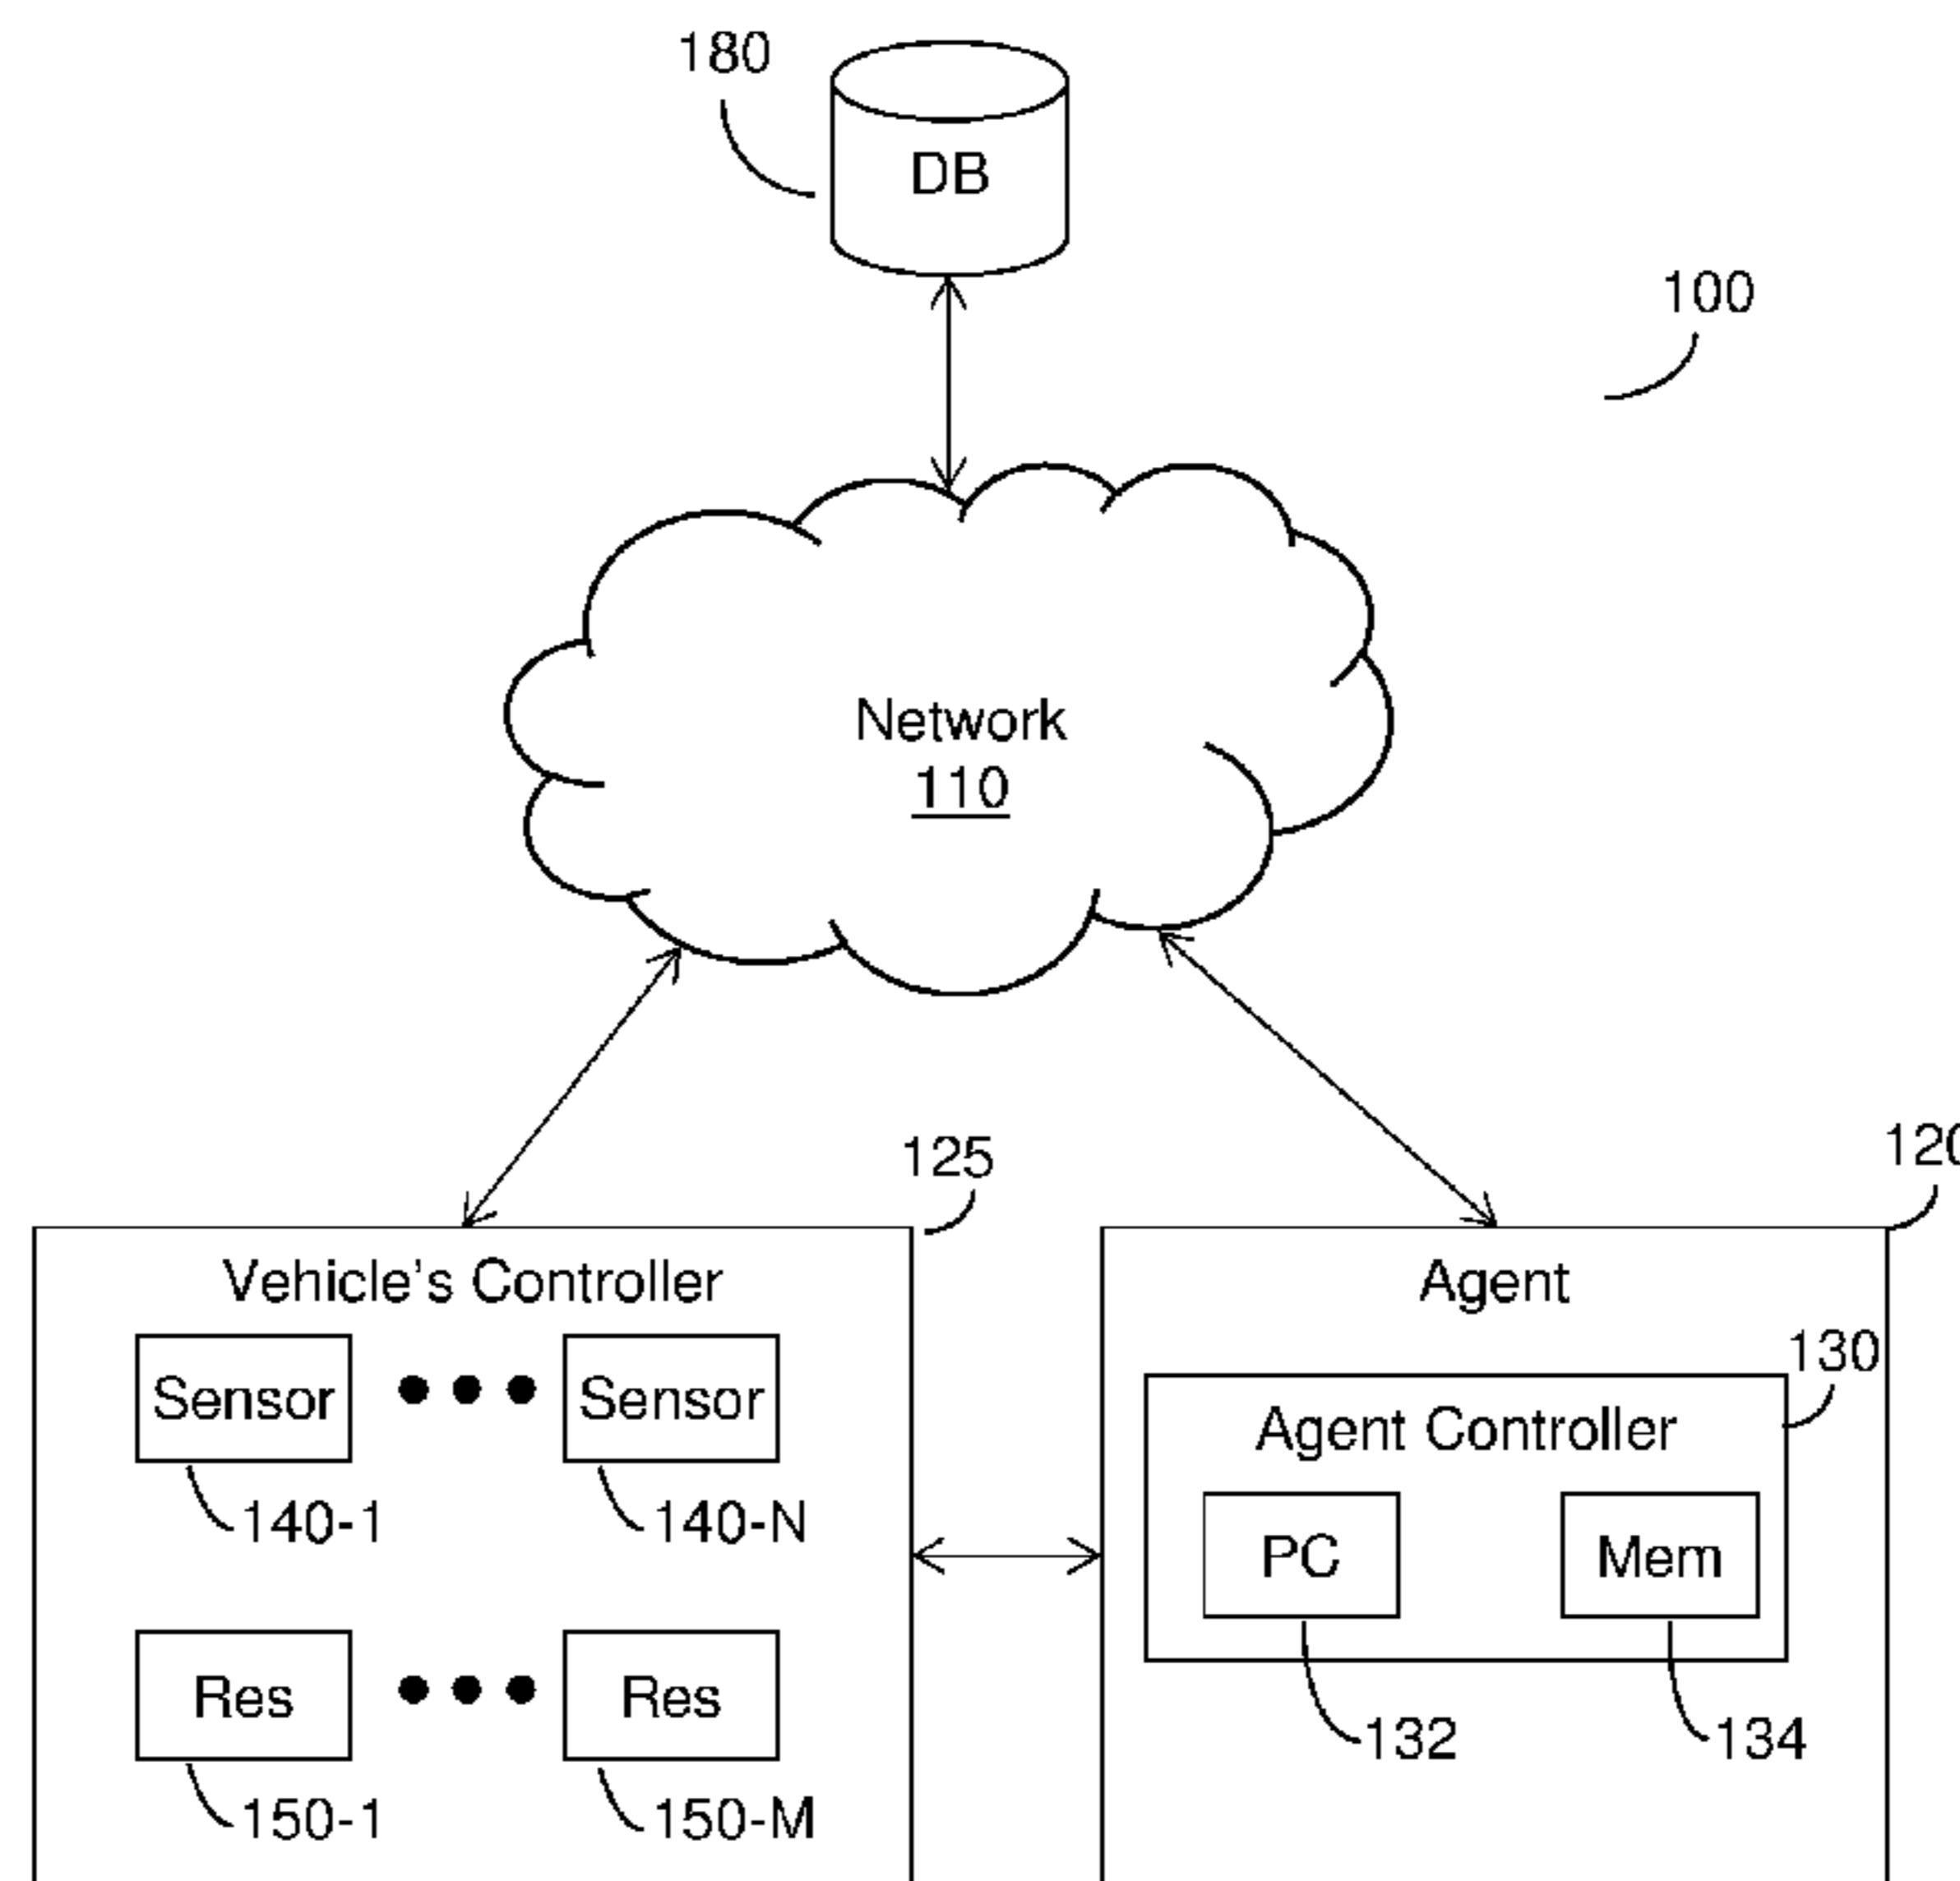 180
DB
100
Network
110
125
120
Vehicle's Controller
Agent
130
Sensor
Sensor
Agent Controller
140-1
140-N
PC
Mem
Res
Res
132
134
150-1
150-M